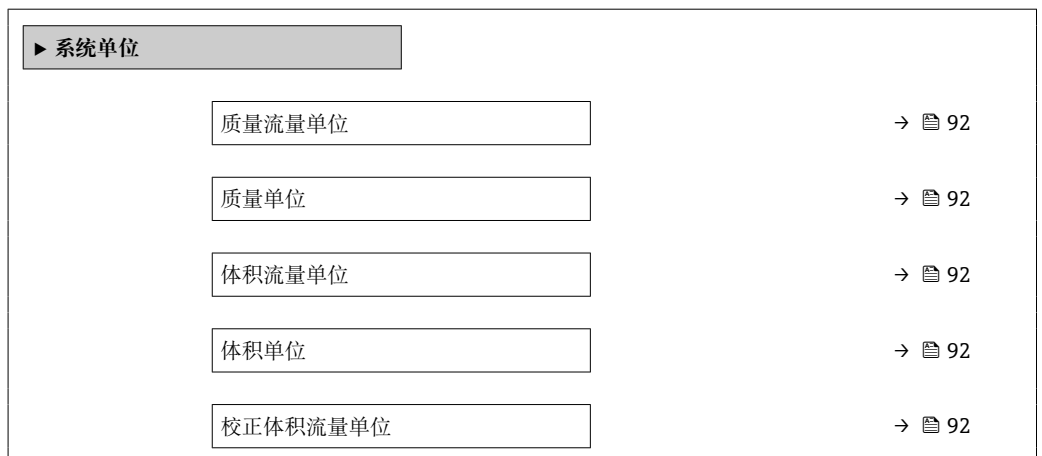 ▶ 系统单位
质量流量单位 → 🖹 92
质量单位 → 🖹 92
体积流量单位 → 🖹 92
体积单位 → 🖹 92
校正体积流量单位 → 🖹 92